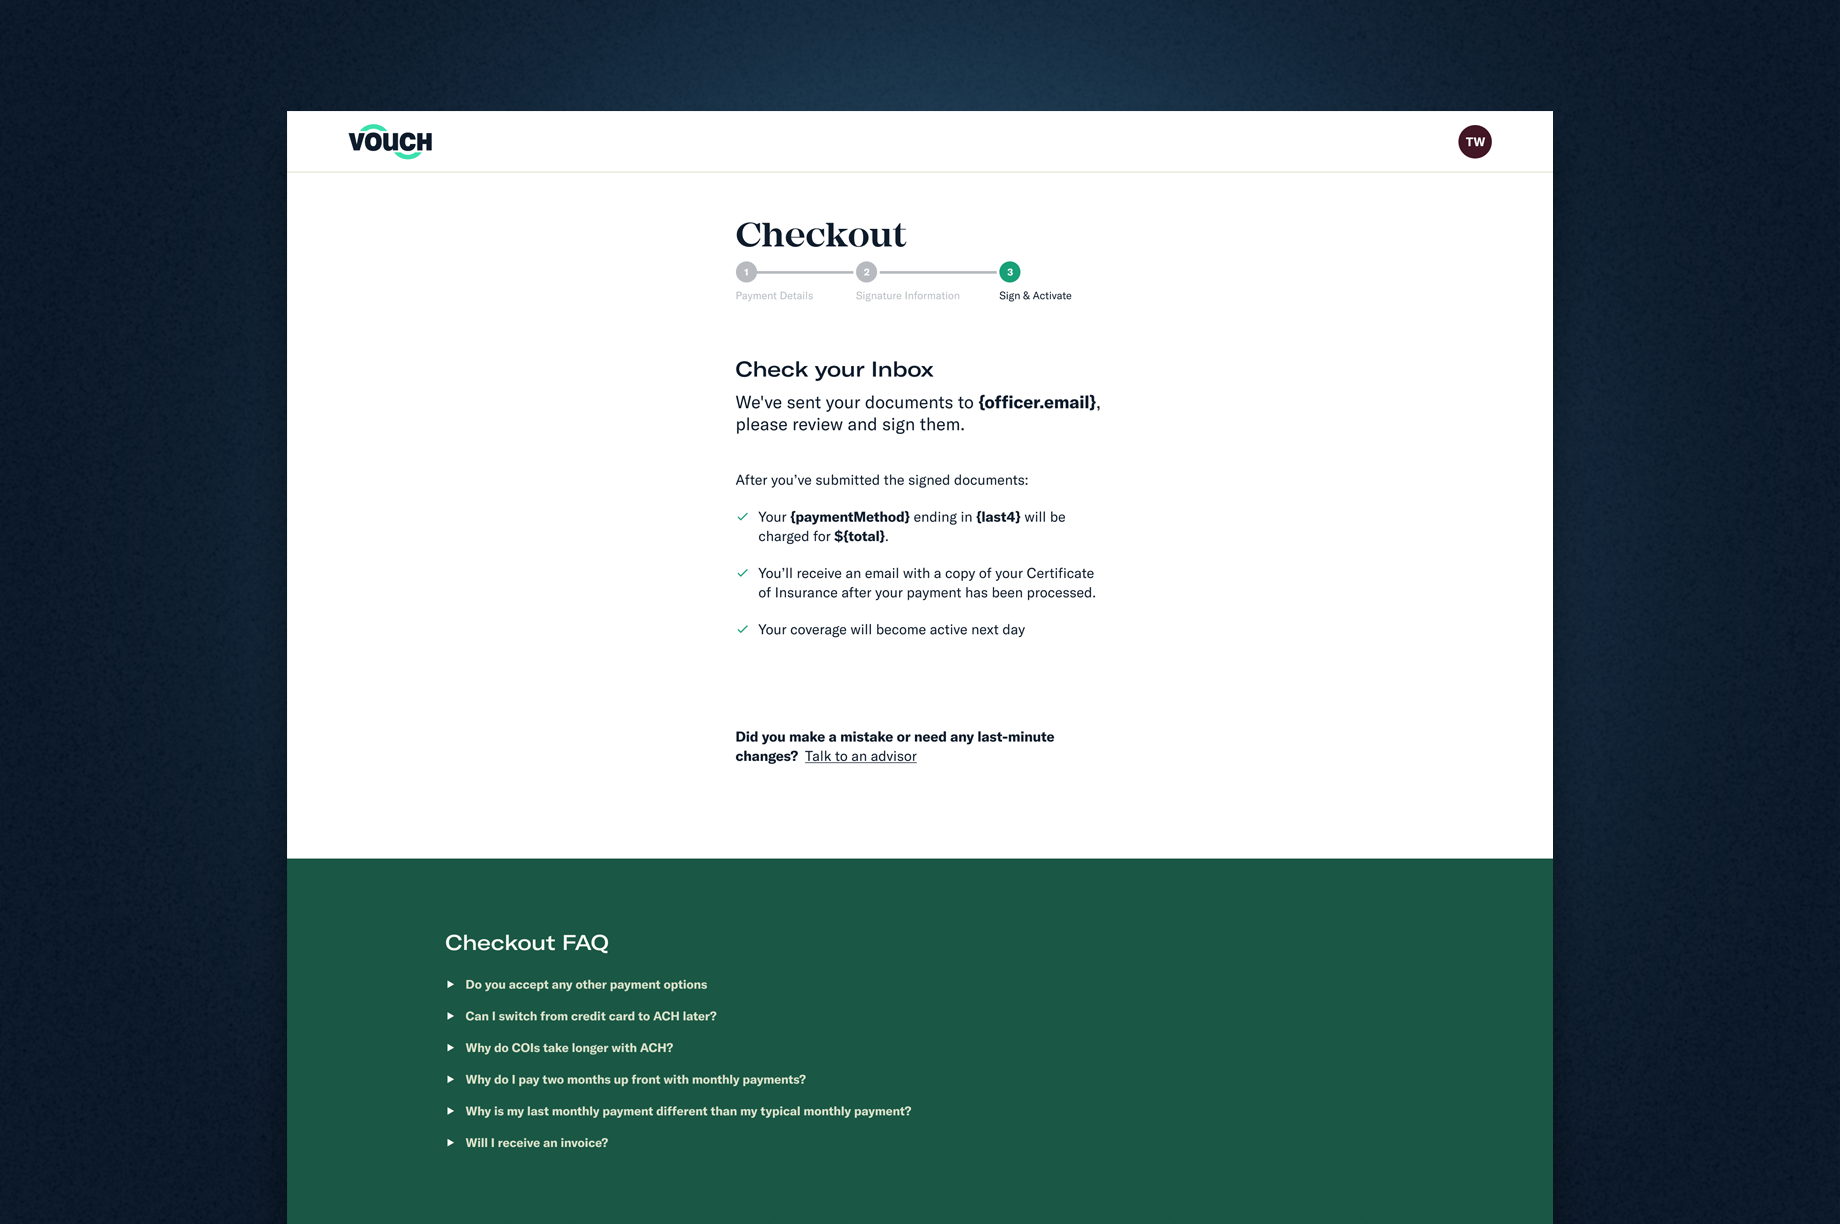 VOUCH
TW
Checkout
1
2
3
Payment Details
Signature Information
Sign & Activate
Check your Inbox
We've sent your documents to {officer.email},
please review and sign them.
After you’ve submitted the signed documents:
Your {paymentMethod} ending in {last4} will be
charged for ${total}.
You’ll receive an email with a copy of your Certificate
of Insurance after your payment has been processed.
Your coverage will become active next day
Did you make a mistake or need any last-minute
changes? Talk to an advisor
Checkout FAQ
Do you accept any other payment options
Can I switch from credit card to ACH later?
Why do COIs take longer with ACH?
Why do I pay two months up front with monthly payments?
Why is my last monthly payment different than my typical monthly payment?
Will I receive an invoice?